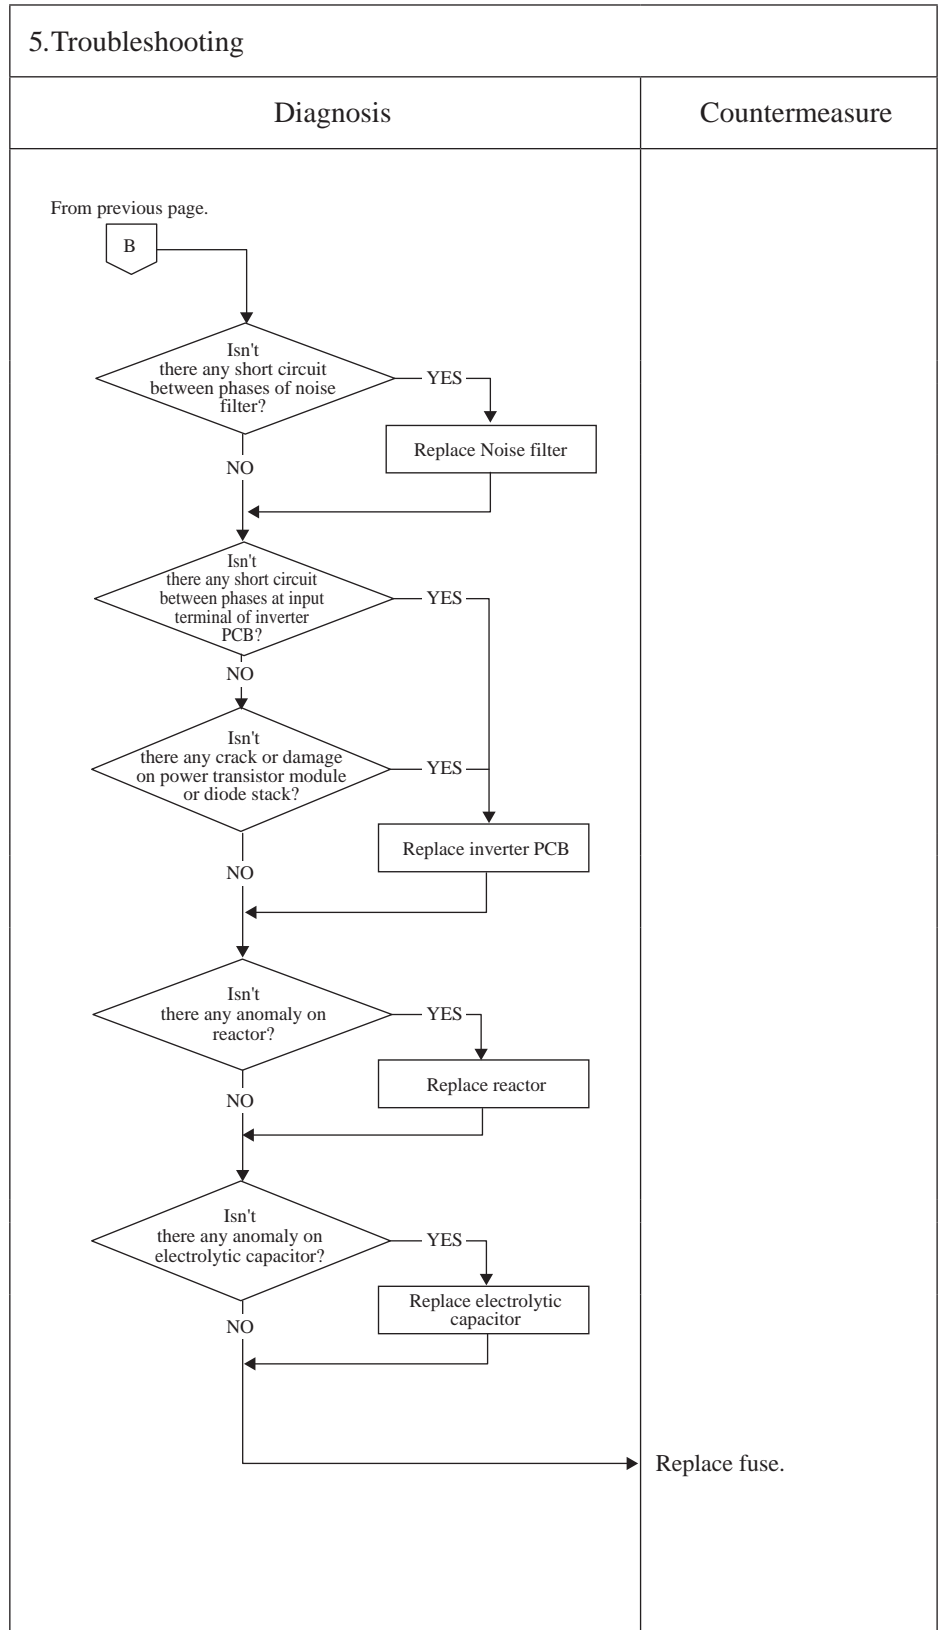 5.Troubleshooting
Diagnosis
Countermeasure
From previous page.
B
Isn't
there any short circuit
between phases of noise
filter?
YES
Replace Noise filter
NO
Isn't
there any short circuit
between phases at input
terminal of inverter
PCB?
YES
NO
Isn't
there any crack or damage
on power transistor module
or diode stack?
YES
Replace inverter PCB
NO
Isn't
there any anomaly on
reactor?
YES
Replace reactor
NO
Isn't
there any anomaly on
electrolytic capacitor?
YES
Replace electrolytic
capacitor
NO
Replace fuse.